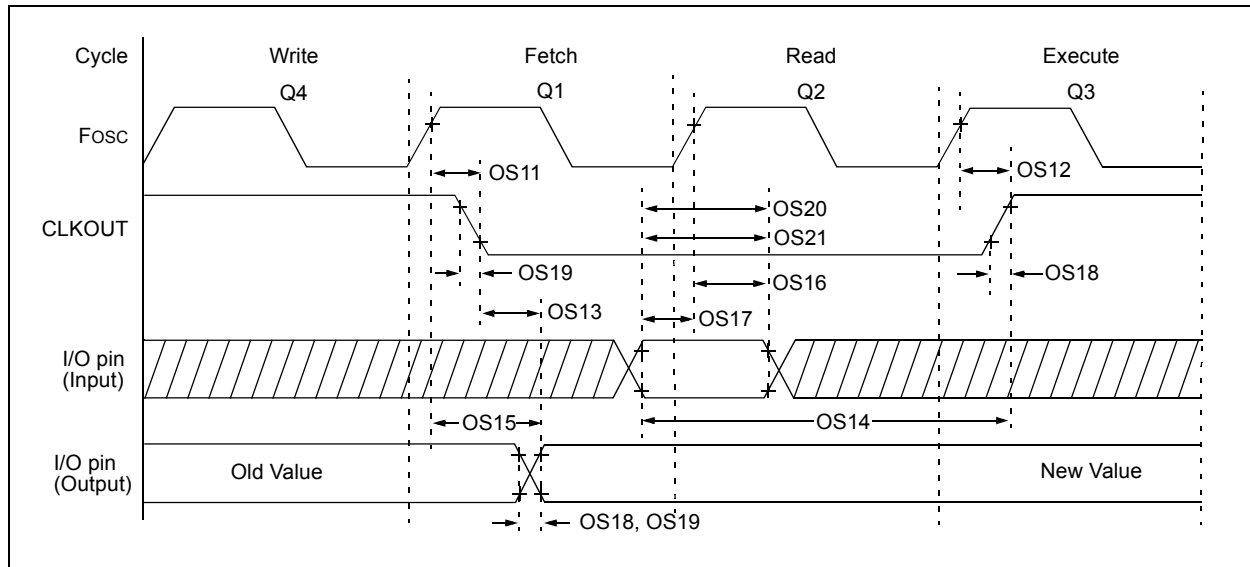 Cycle Write Fetch Read Execute
Q4 Q1 Q2 Q3
FOSC
OS11 OS12
OS20
CLKOUT
OS21
OS19 OS16 OS18
OS13 OS17
I/O pin
(Input)
OS15 OS14
I/O pin
(Output)
Old Value New Value
OS18, OS19